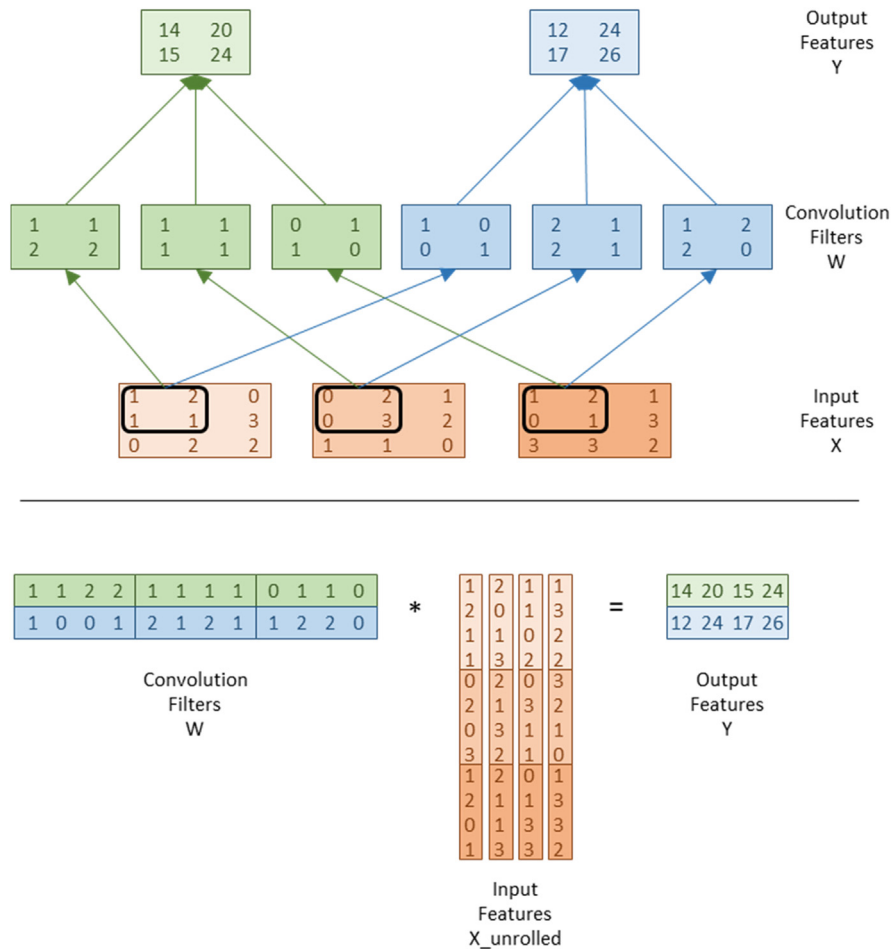 14 20
15 24
12 24
17 26
Output
Features
Y
1 1
2 2
1 1
1 1
0 1
1 0
1 0
0 1
2 1
2 1
1 2
2 0
Convolution
Filters
W
1 2 0
1 1 3
0 2 2
0 2 1
0 3 2
1 1 0
1 2 1
0 1 3
3 3 2
Input
Features
X
1 1 2 2 1 1 1 1 0 1 1 0
1 0 0 1 2 1 2 1 1 2 2 0
*
1 2 1 1
2 0 1 3
1 1 0 2
1 3 2 2
0 2 0 3
2 1 3 2
0 3 1 1
3 2 1 0
1 2 0 1
2 1 1 3
0 1 3 3
1 3 3 2
=
14 20 15 24
12 24 17 26
Convolution
Filters
W
Output
Features
Y
Input
Features
X_unrolled